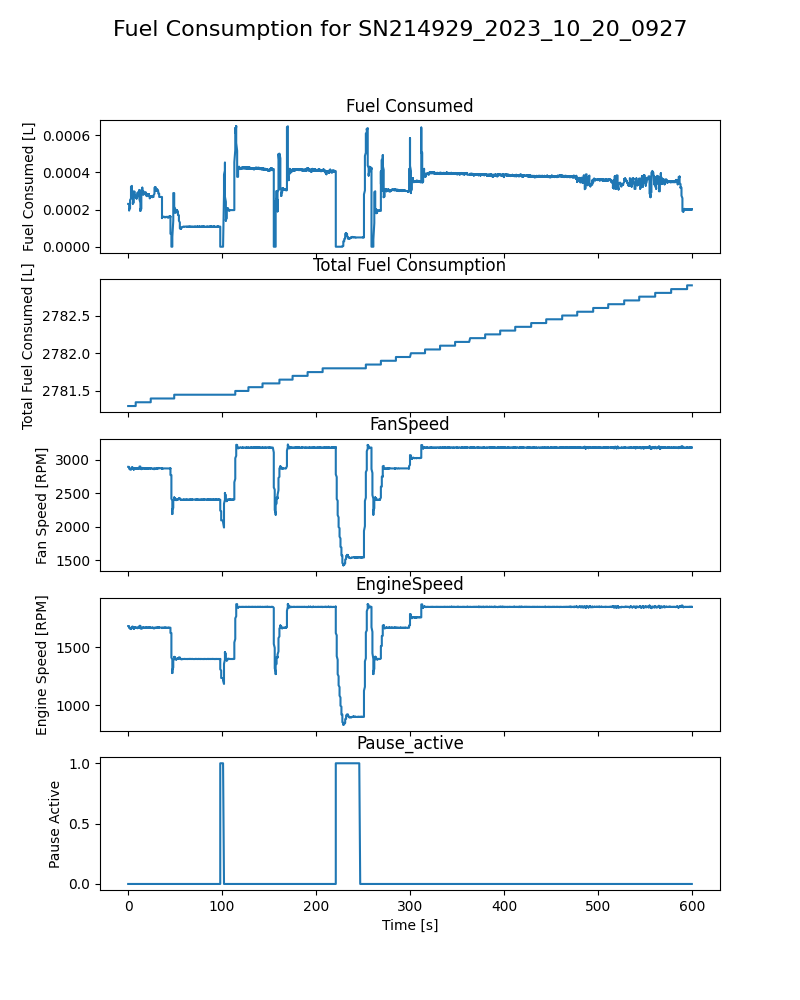 Fuel Consumption for SN214929_2023_10_20_0927
Fuel Consumed
Fuel Consumed [L]
0.0006
0.0004
0.0002
0.0000
Total Fuel Consumption
Total Fuel Consumed [L]
2782.5
2782.0
2781.5
FanSpeed
Fan Speed [RPM]
3000
2500
2000
1500
EngineSpeed
Engine Speed [RPM]
1500
1000
Pause_active
Pause Active
1.0
0.5
0.0
0 100 200 300 400 500 600
Time [s]